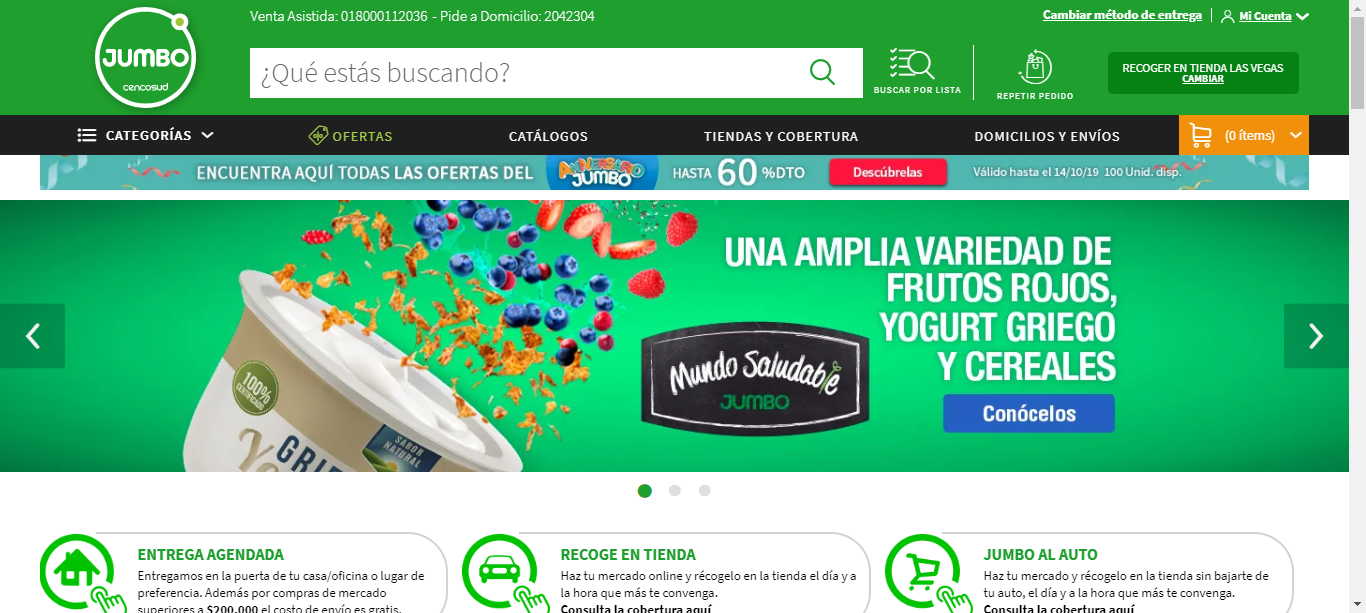 Venta Asistida: 018000112036 - Pide a Domicilio: 2042304
Cambiar método de entrega
Mi Cuenta
JUMBO
cencosud
¿Qué estás buscando?
BUSCAR POR LISTA
REPETIR PEDIDO
RECOGER EN TIENDA LAS VEGAS
CAMBIAR
CATEGORÍAS
OFERTAS
CATÁLOGOS
TIENDAS Y COBERTURA
DOMICILIOS Y ENVÍOS
(0 ítems)
ENCUENTRA AQUÍ TODAS LAS OFERTAS DEL
ANIVERSARIO
JUMBO
HASTA 60 %DTO
Descúbrelas
Válido hasta el 14/10/19 100 Unid. disp.
UNA AMPLIA VARIEDAD DE
FRUTOS ROJOS,
YOGURT GRIEGO
Y CEREALES
Conócelos
Mundo Saludable
JUMBO
100%
CERTIFICADO
SABOR
NATURAL
ENTREGA AGENDADA
Entregamos en la puerta de tu casa/oficina o lugar de
preferencia. Además por compras de mercado
superiores a $200.000 el costo de envío es gratis.
RECOGE EN TIENDA
Haz tu mercado online y récogelo en la tienda el día y a
la hora que más te convenga.
Consulta la cobertura aquí
JUMBO AL AUTO
Haz tu mercado y récogelo en la tienda sin bajarte de
tu auto, el día y a la hora que más te convenga.
Consulta la cobertura aquí